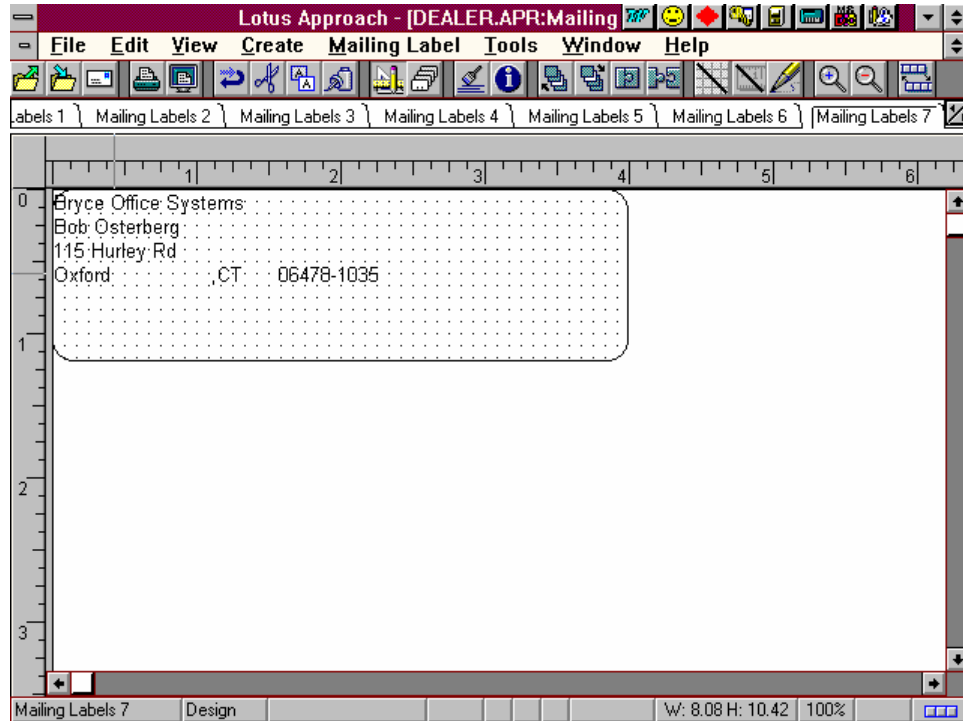 Lotus Approach - [DEALER.APR:Mailing
File Edit View Create Mailing Label Tools Window Help
abels 1 Mailing Labels 2 Mailing Labels 3 Mailing Labels 4 Mailing Labels 5 Mailing Labels 6 Mailing Labels 7
1 2 3 4 5 6
0
Bryce Office Systems
Bob Osterberg
115 Hurley Rd
Oxford ,CT 06478-1035
1
2
3
Mailing Labels 7 Design W: 8.08 H: 10.42 100%